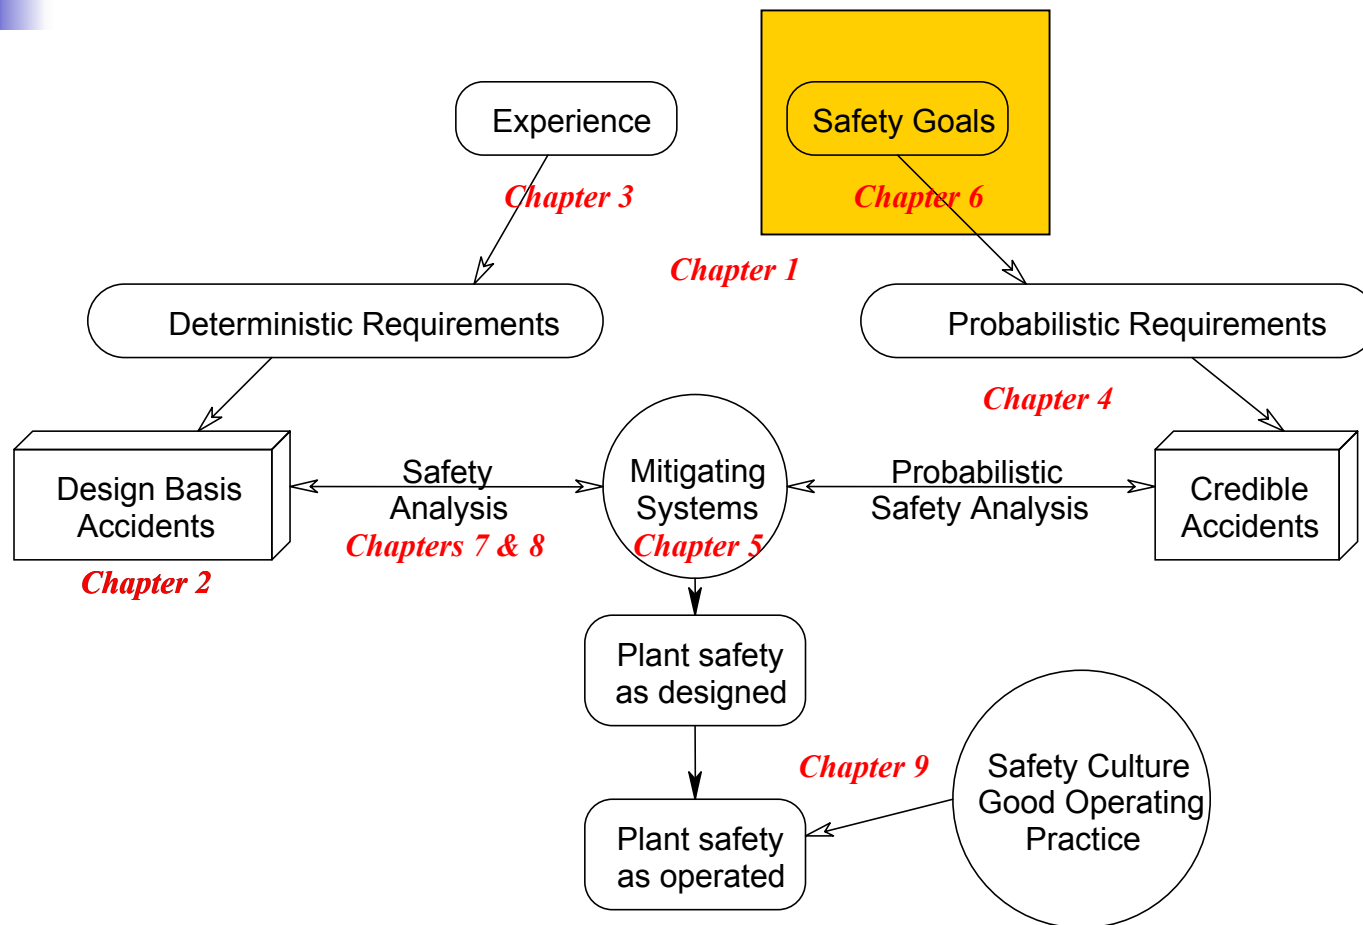 Experience
Safety Goals
Chapter 3
Chapter 6
Chapter 1
Deterministic Requirements
Probabilistic Requirements
Chapter 4
Design Basis
Accidents
Chapter 2
Safety
Analysis
Chapters 7 & 8
Mitigating
Systems
Chapter 5
Probabilistic
Safety Analysis
Credible
Accidents
Plant safety
as designed
Chapter 9
Safety Culture
Good Operating
Practice
Plant safety
as operated